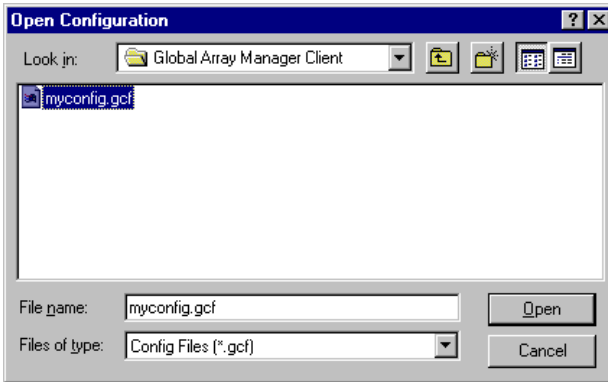 Open Configuration
Look in: Global Array Manager Client
myconfig.gcf
File name: myconfig.gcf Open
Files of type: Config Files (*.gcf) Cancel